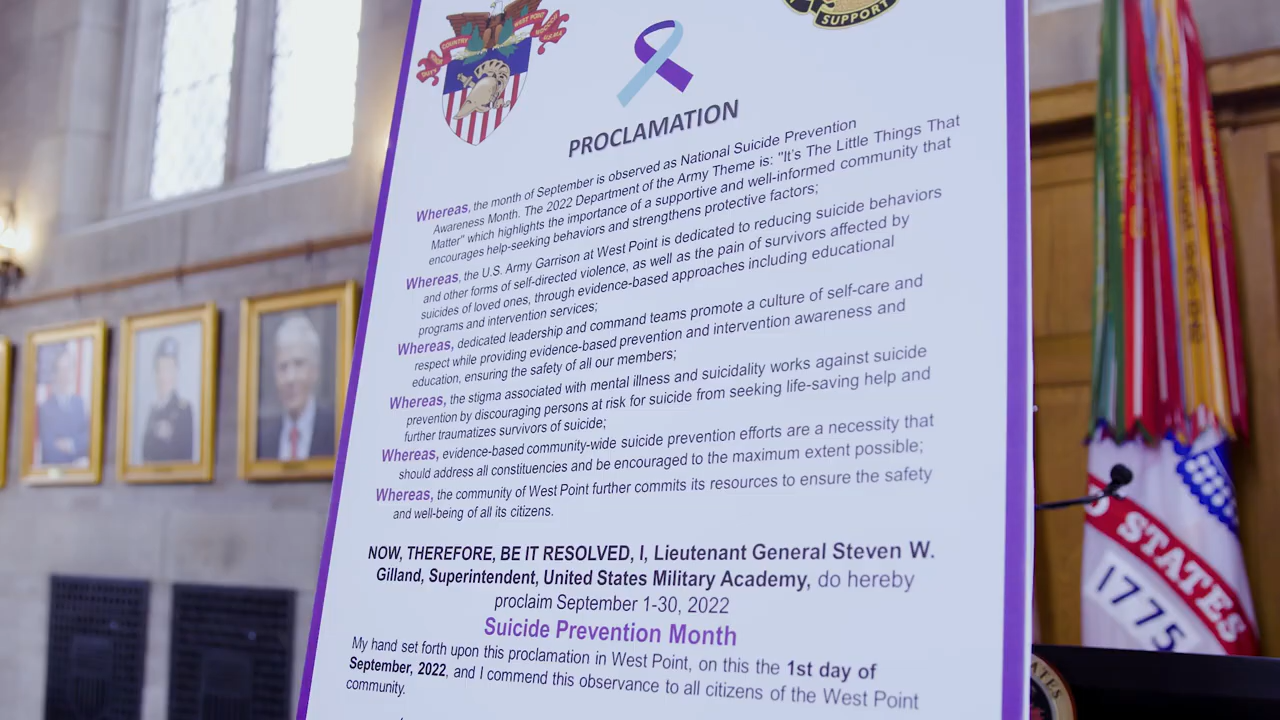 DUTY HONOR COUNTRY WEST POINT MDCCCII U.S.M.A.
SUPPORT
PROCLAMATION
Whereas, the month of September is observed as National Suicide Prevention
Awareness Month. The 2022 Department of the Army Theme is: "It's The Little Things That
Matter" which highlights the importance of a supportive and well-informed community that
encourages help-seeking behaviors and strengthens protective factors;
Whereas, the U.S. Army Garrison at West Point is dedicated to reducing suicide behaviors
and other forms of self-directed violence, as well as the pain of survivors affected by
suicides of loved ones, through evidence-based approaches including educational
programs and intervention services;
Whereas, dedicated leadership and command teams promote a culture of self-care and
respect while providing evidence-based prevention and intervention awareness and
education, ensuring the safety of all our members;
Whereas, the stigma associated with mental illness and suicidality works against suicide
prevention by discouraging persons at risk for suicide from seeking life-saving help and
further traumatizes survivors of suicide;
Whereas, evidence-based community-wide suicide prevention efforts are a necessity that
should address all constituencies and be encouraged to the maximum extent possible;
Whereas, the community of West Point further commits its resources to ensure the safety
and well-being of all its citizens.
NOW, THEREFORE, BE IT RESOLVED, I, Lieutenant General Steven W.
Gilland, Superintendent, United States Military Academy, do hereby
proclaim September 1-30, 2022
Suicide Prevention Month
My hand set forth upon this proclamation in West Point, on this the 1st day of
September, 2022, and I commend this observance to all citizens of the West Point
community.
STATES
1775